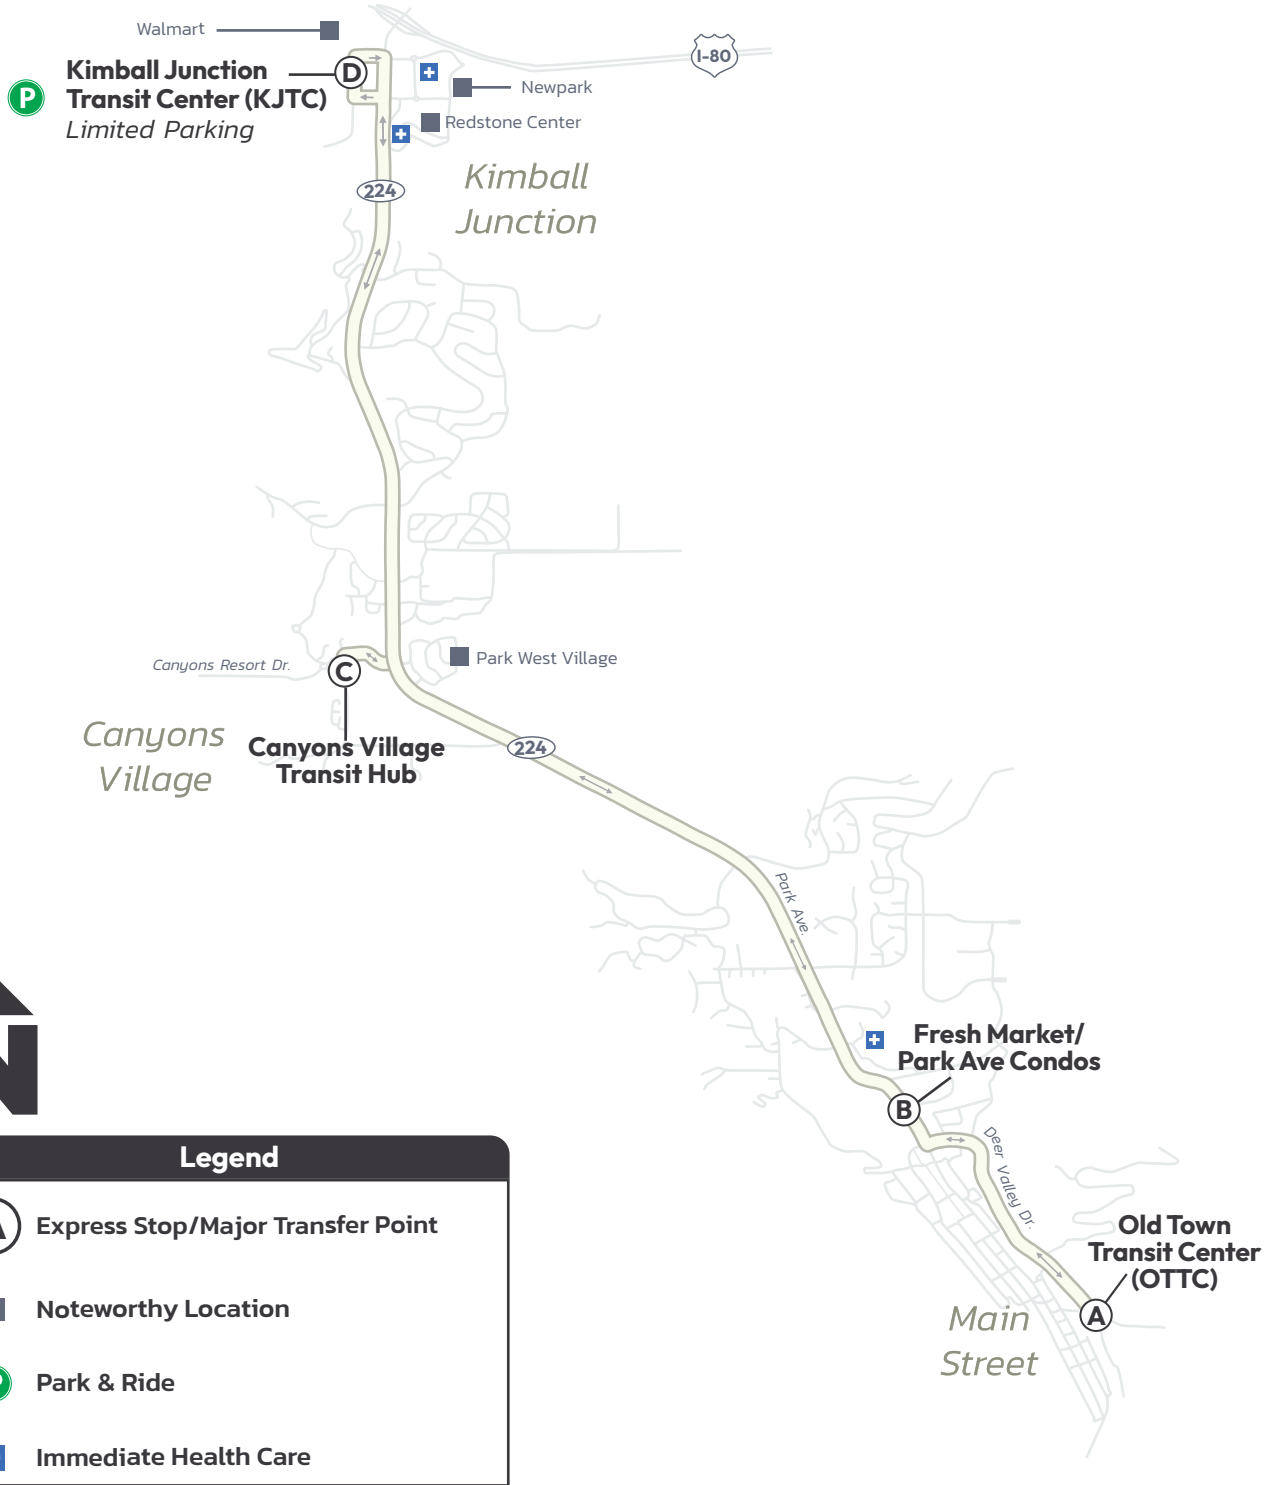 Walmart
I-80
Kimball Junction
Transit Center (KJTC)
Limited Parking
P
D
Newpark
Redstone Center
Kimball
Junction
224
Canyons Resort Dr.
C
Park West Village
Canyons
Village
Canyons Village
Transit Hub
224
Park Ave.
N
Fresh Market/
Park Ave Condos
B
Deer Valley Dr.
Old Town
Transit Center
(OTTC)
A
Main
Street
Legend
A
Express Stop/Major Transfer Point
Noteworthy Location
P
Park & Ride
Immediate Health Care